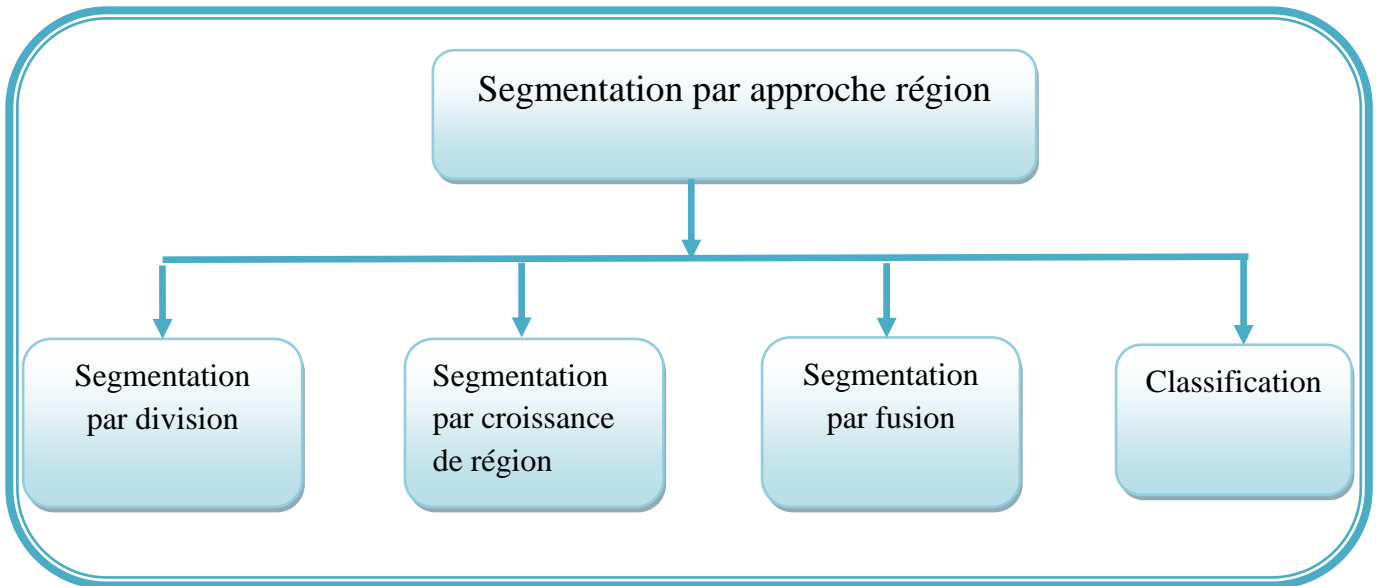 Segmentation par approche région
Segmentation
par division
Segmentation
par croissance
de région
Segmentation
par fusion
Classification